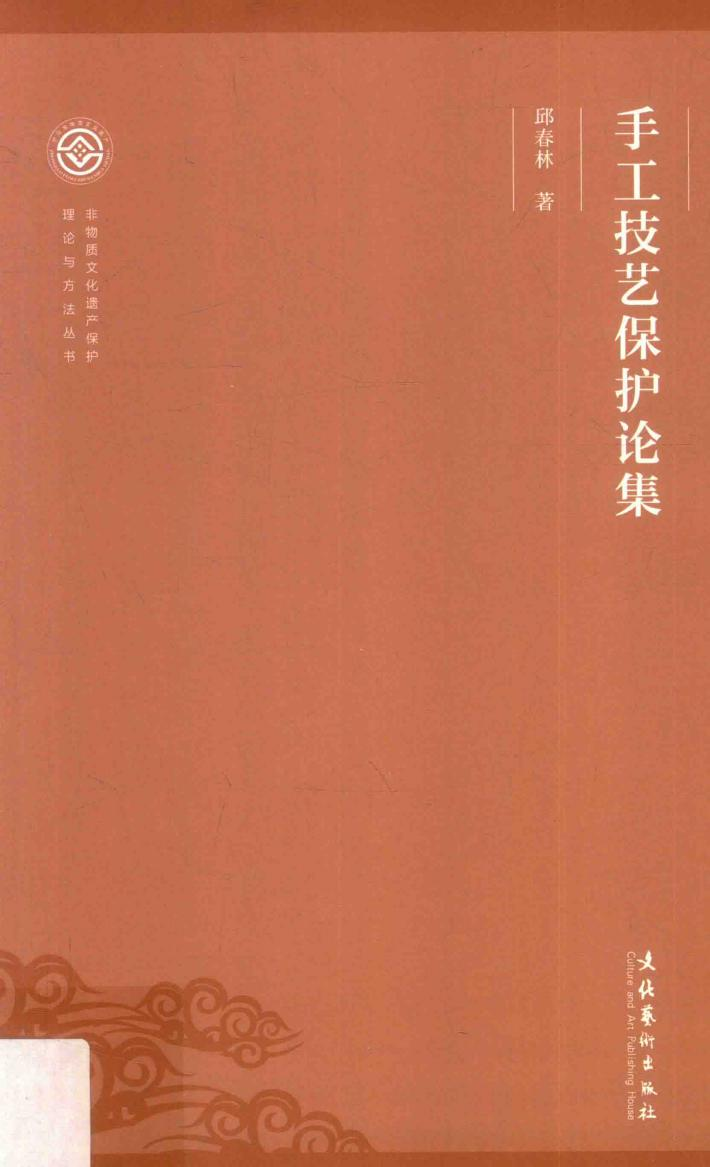 手工技艺保护论集
邱春林 著
非物质文化遗产保护
理论与方法丛书
文化藝術出版社
Culture and Art Publishing House